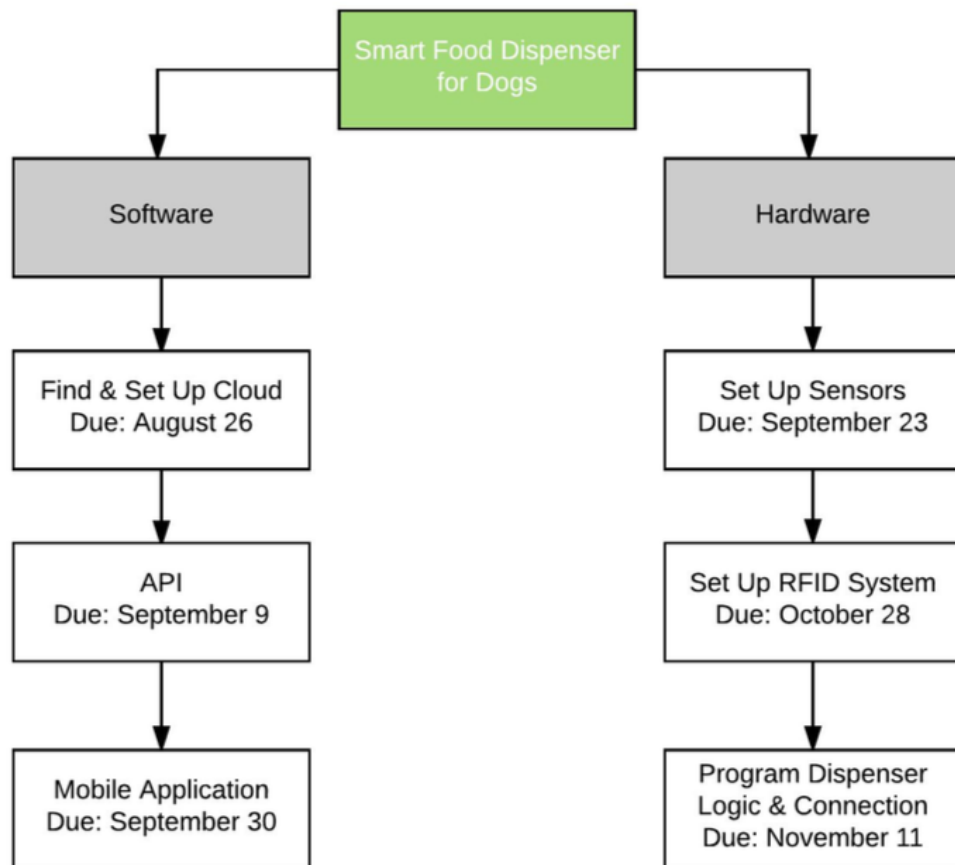 Smart Food Dispenser
for Dogs
Software
Hardware
Find & Set Up Cloud
Due: August 26
Set Up Sensors
Due: September 23
API
Due: September 9
Set Up RFID System
Due: October 28
Mobile Application
Due: September 30
Program Dispenser
Logic & Connection
Due: November 11